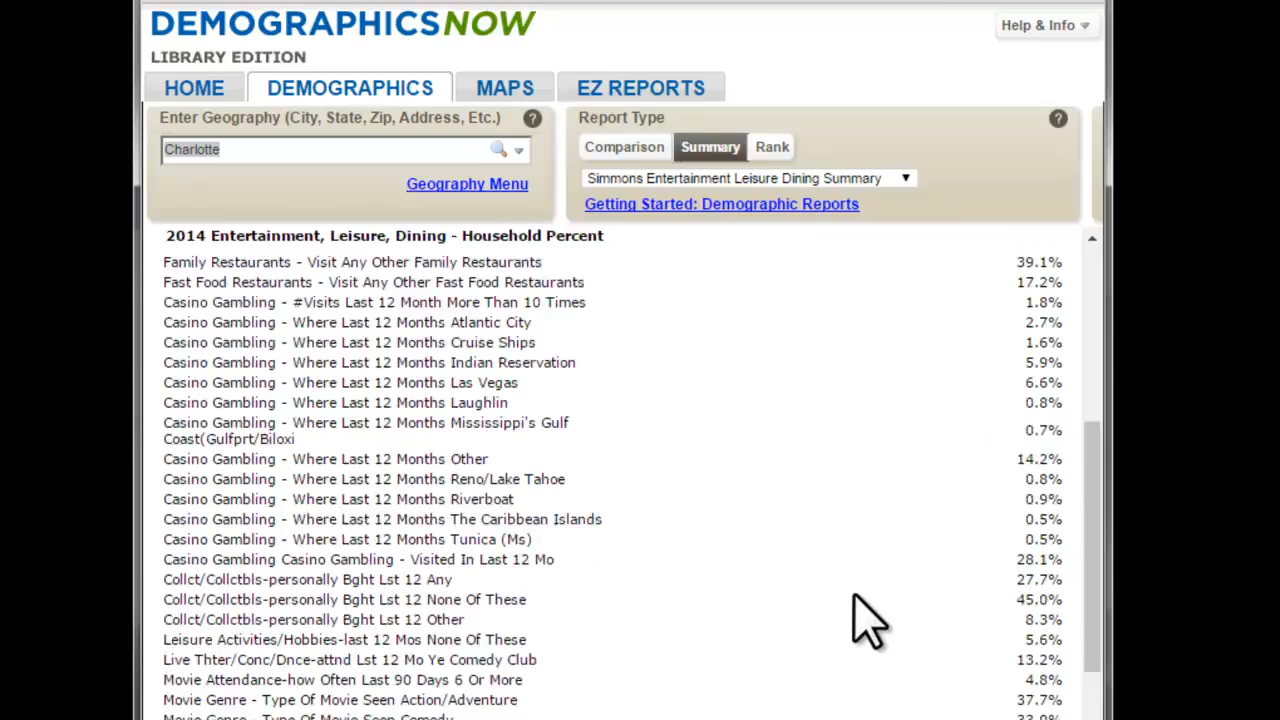 DEMOGRAPHICSNOW
Help & Info
LIBRARY EDITION
HOME
DEMOGRAPHICS
MAPS
EZ REPORTS
Enter Geography (City, State, Zip, Address, Etc.) ?
Report Type ?
Charlotte
Comparison Summary Rank
Simmons Entertainment Leisure Dining Summary
Geography Menu
Getting Started: Demographic Reports
2014 Entertainment, Leisure, Dining - Household Percent
Family Restaurants - Visit Any Other Family Restaurants 39.1%
Fast Food Restaurants - Visit Any Other Fast Food Restaurants 17.2%
Casino Gambling - #Visits Last 12 Month More Than 10 Times 1.8%
Casino Gambling - Where Last 12 Months Atlantic City 2.7%
Casino Gambling - Where Last 12 Months Cruise Ships 1.6%
Casino Gambling - Where Last 12 Months Indian Reservation 5.9%
Casino Gambling - Where Last 12 Months Las Vegas 6.6%
Casino Gambling - Where Last 12 Months Laughlin 0.8%
Casino Gambling - Where Last 12 Months Mississippi's Gulf
Coast(Gulfprt/Biloxi 0.7%
Casino Gambling - Where Last 12 Months Other 14.2%
Casino Gambling - Where Last 12 Months Reno/Lake Tahoe 0.8%
Casino Gambling - Where Last 12 Months Riverboat 0.9%
Casino Gambling - Where Last 12 Months The Caribbean Islands 0.5%
Casino Gambling - Where Last 12 Months Tunica (Ms) 0.5%
Casino Gambling Casino Gambling - Visited In Last 12 Mo 28.1%
Collct/Collctbls-personally Bght Lst 12 Any 27.7%
Collct/Collctbls-personally Bght Lst 12 None Of These 45.0%
Collct/Collctbls-personally Bght Lst 12 Other 8.3%
Leisure Activities/Hobbies-last 12 Mos None Of These 5.6%
Live Thter/Conc/Dnce-attnd Lst 12 Mo Ye Comedy Club 13.2%
Movie Attendance-how Often Last 90 Days 6 Or More 4.8%
Movie Genre - Type Of Movie Seen Action/Adventure 37.7%
Movie Genre - Type Of Movie Seen Comedy